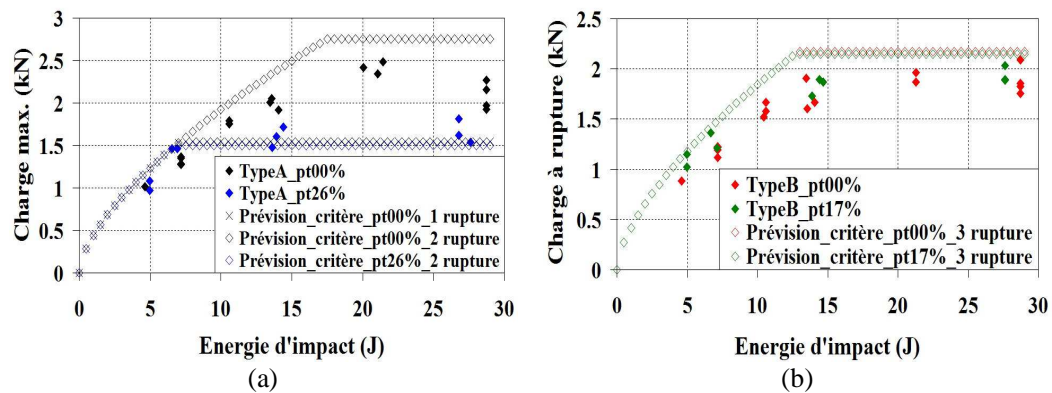 3
2.5
2
1.5
1
0.5
0
0 5 10 15 20 25 30
Charge max. (kN)
Energie d'impact (J)
TypeA_pt00%
TypeA_pt26%
Prévision_critère_pt00%_1 rupture
Prévision_critère_pt00%_2 rupture
Prévision_critère_pt26%_2 rupture
(a)
2.5
2
1.5
1
0.5
0
0 5 10 15 20 25 30
Charge à rupture (kN)
Energie d'impact (J)
TypeB_pt00%
TypeB_pt17%
Prévision_critère_pt00%_3 rupture
Prévision_critère_pt17%_3 rupture
(b)